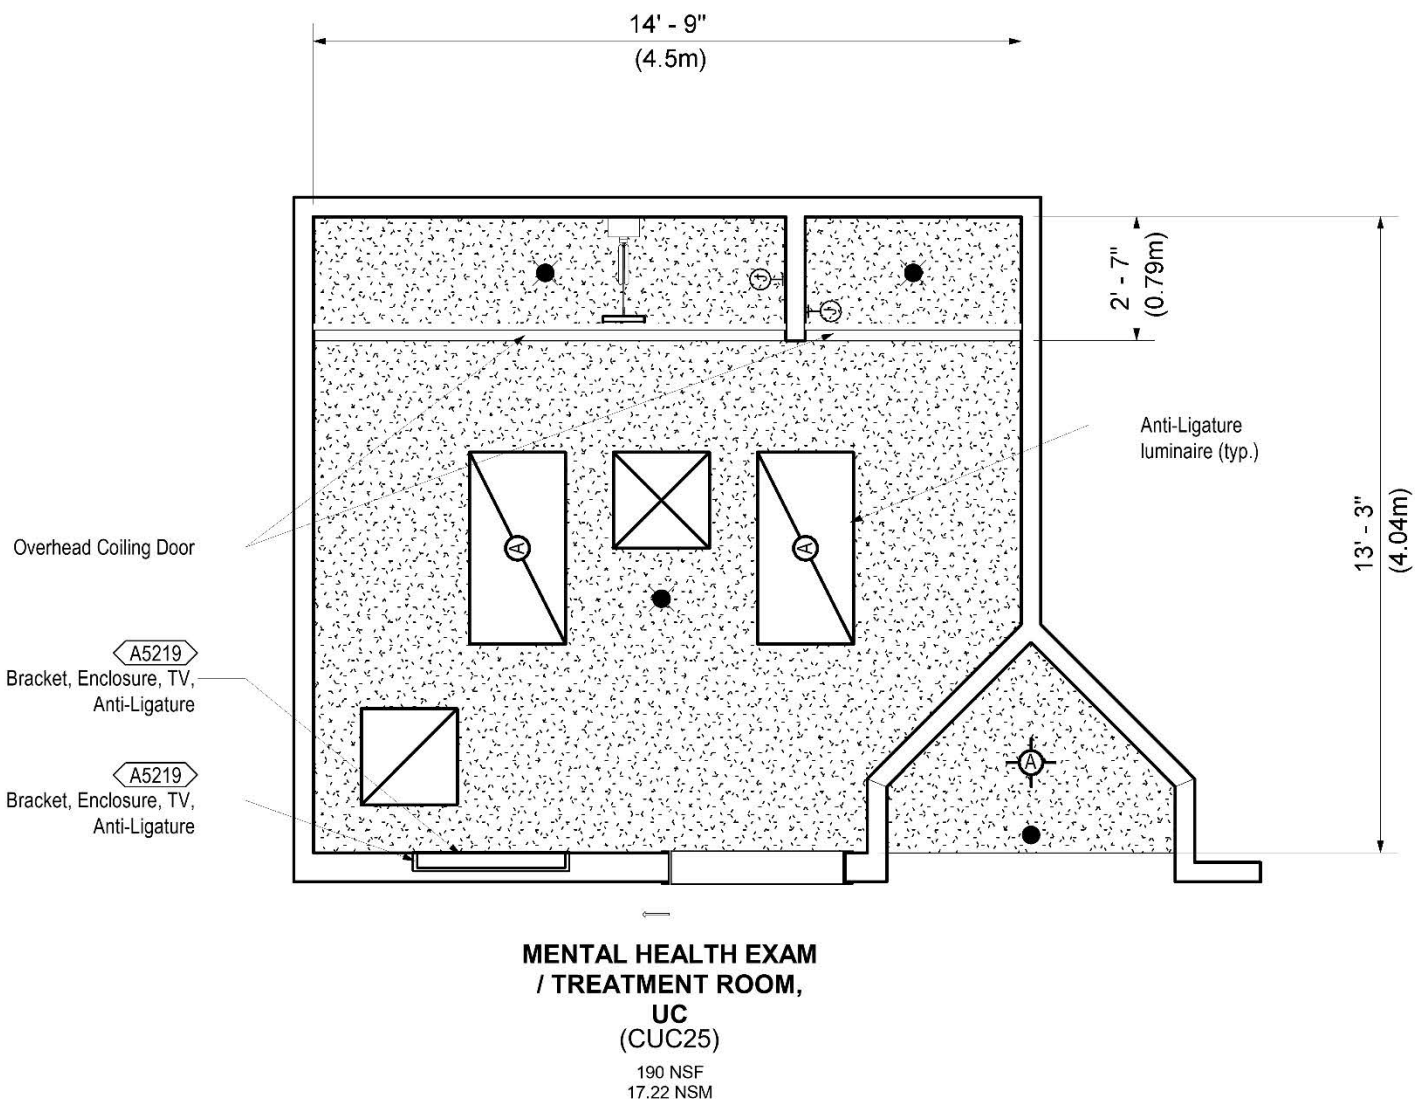 14' - 9"
(4.5m)
2' - 7"
(0.79m)
13' - 3"
(4.04m)
Anti-Ligature
luminaire (typ.)
Overhead Coiling Door
A5219
Bracket, Enclosure, TV,
Anti-Ligature
A5219
Bracket, Enclosure, TV,
Anti-Ligature
J
J
A
A
A
MENTAL HEALTH EXAM
/ TREATMENT ROOM,
UC
(CUC25)
190 NSF
17.22 NSM